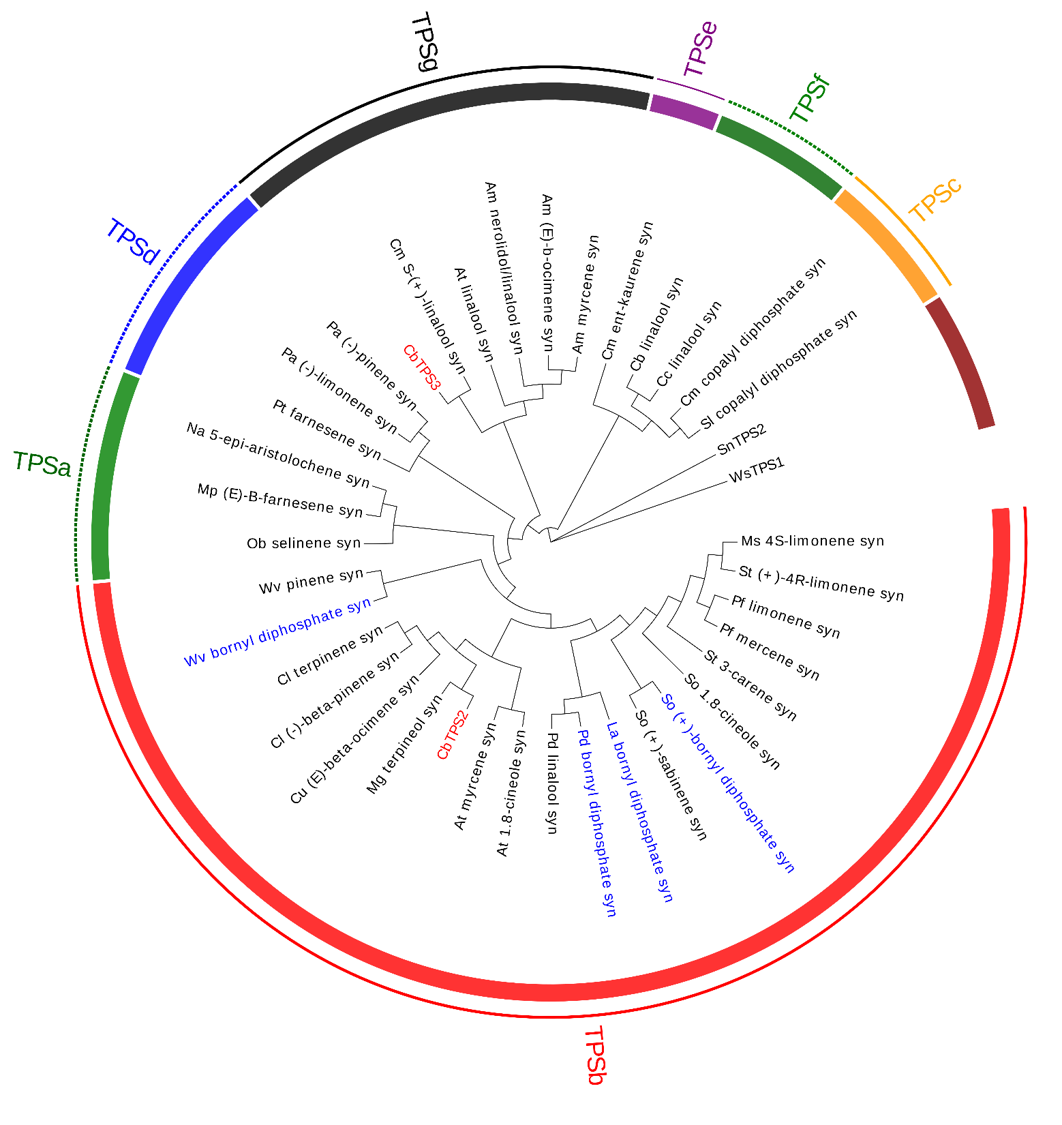 TPSg
TPSe
TPSf
TPSc
TPSd
TPSa
TPSb
Cm S-(+)-linalool syn
At linalool syn
Am nerolidol/linalool syn
Am (E)-b-ocimene syn
Am myrcene syn
Cm ent-kaurene syn
Cb linalool syn
Cc linalool syn
Cm copalyl diphosphate syn
Sl copalyl diphosphate syn
SnTPS2
WsTPS1
Ms 4S-limonene syn
St (+)-4R-limonene syn
Pf limonene syn
Pf mercene syn
St 3-carene syn
So 1.8-cineole syn
So (+)-bornyl diphosphate syn
So (+)-sabinene syn
La bornyl diphosphate syn
Pd bornyl diphosphate syn
Pd linalool syn
At 1.8-cineole syn
At myrcene syn
CbTPS2
Mg terpineol syn
Cu (E)-beta-ocimene syn
Cl (-)-beta-pinene syn
Cl terpinene syn
Wv bornyl diphosphate syn
Wv pinene syn
Ob selinene syn
Mp (E)-B-farnesene syn
Na 5-epi-aristolochene syn
Pt farnesene syn
Pa (-)-limonene syn
Pa (-)-pinene syn
CbTPS3